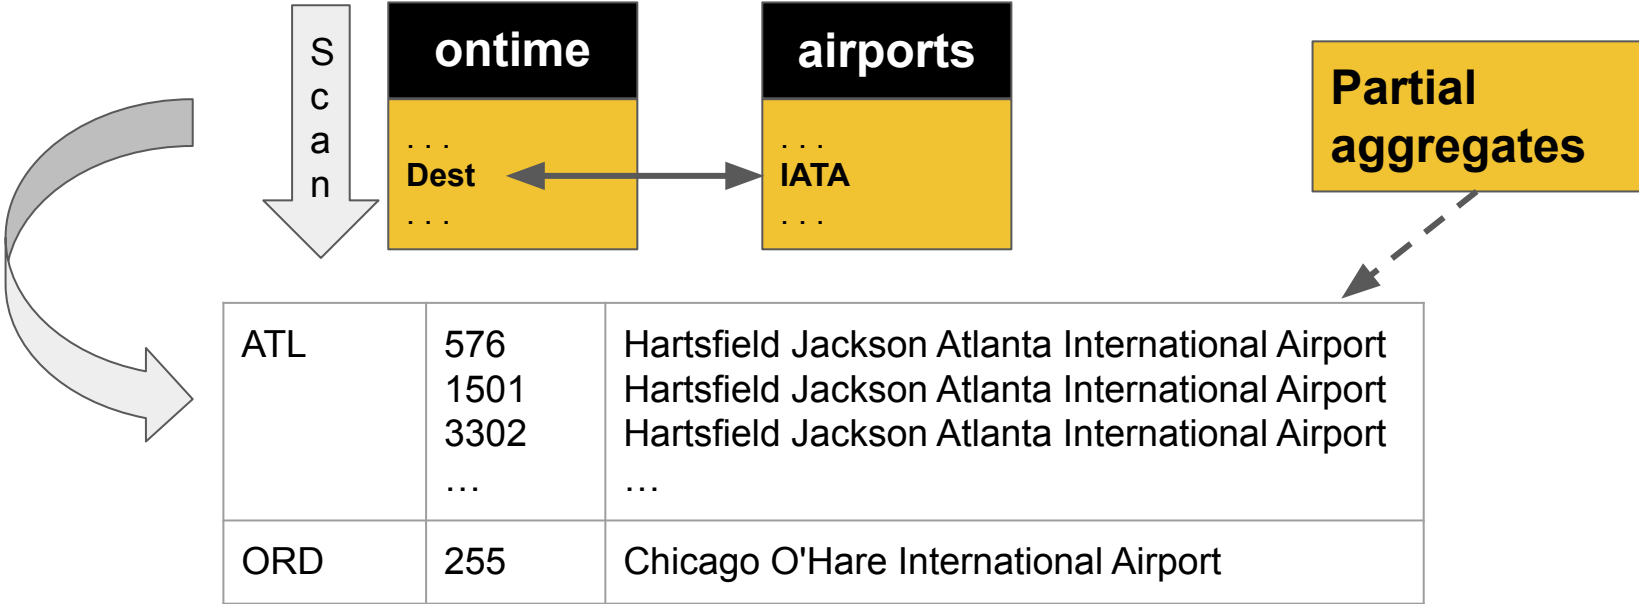 Scan
ontime
airports
. . .
Dest
. . .
. . .
IATA
. . .
Partial
aggregates
ATL
576
Hartsfield Jackson Atlanta International Airport
1501
Hartsfield Jackson Atlanta International Airport
3302
Hartsfield Jackson Atlanta International Airport
…
…
ORD
255
Chicago O'Hare International Airport